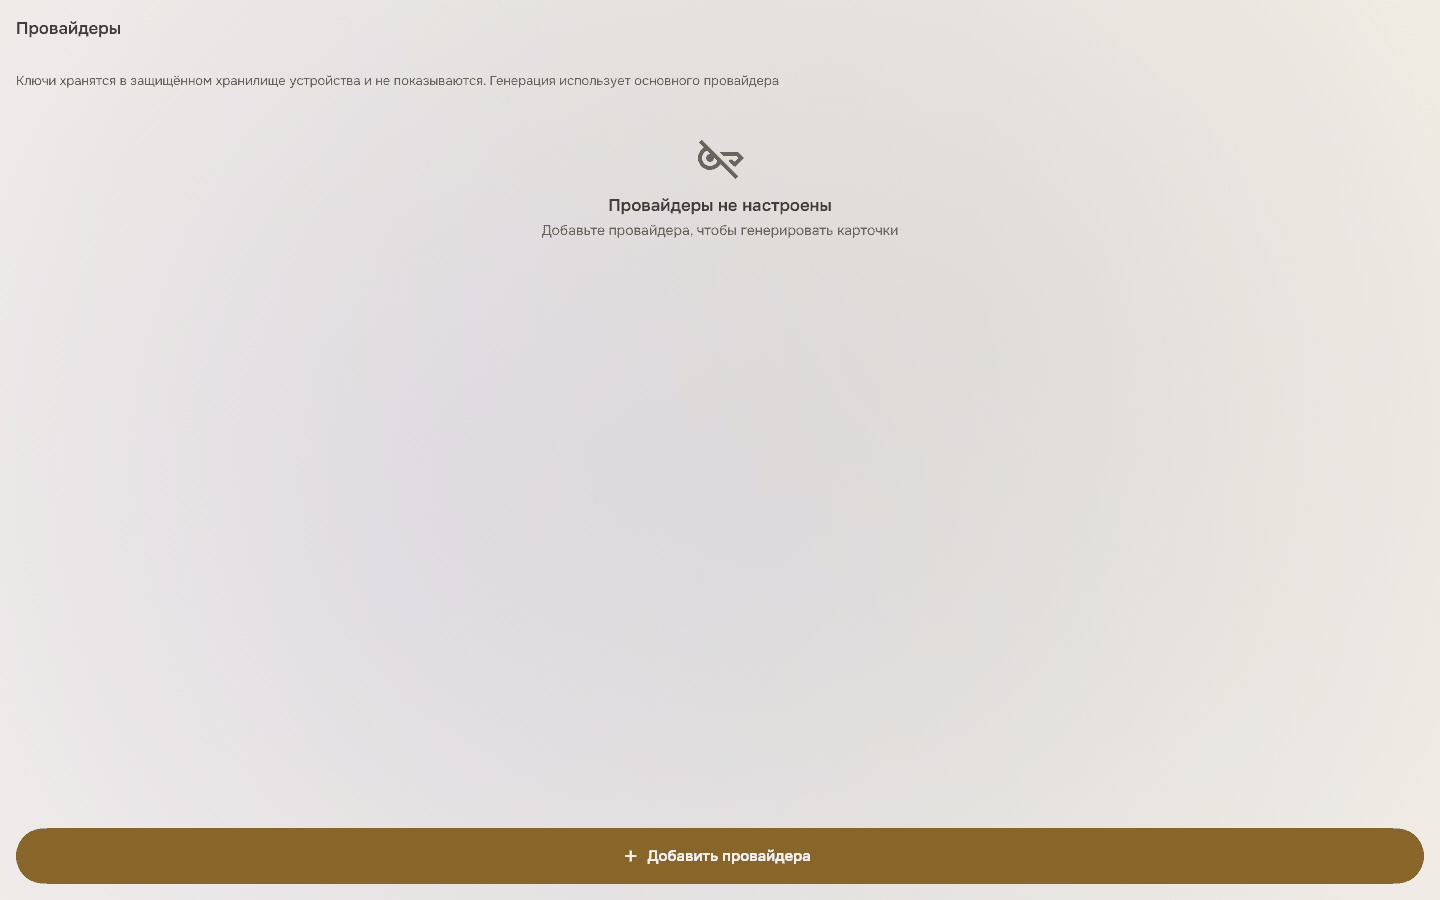 Провайдеры
Ключи хранятся в защищённом хранилище устройства и не показываются. Генерация использует основного провайдера
Провайдеры не настроены
Добавьте провайдера, чтобы генерировать карточки
+ Добавить провайдера